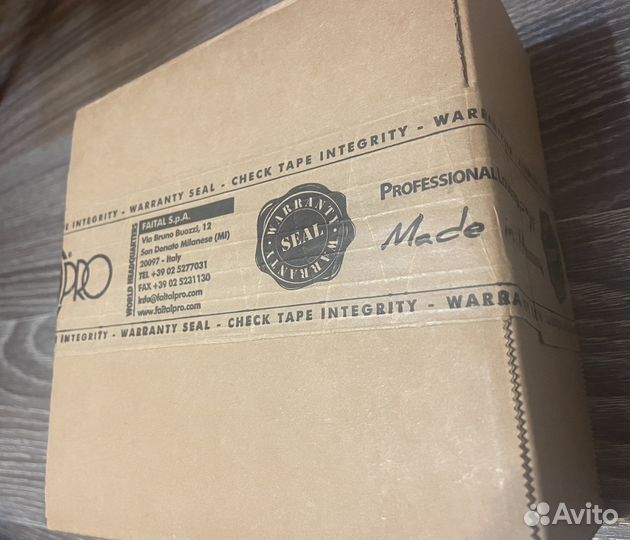 R INTEGRITY - WARRANTY SEAL - CHECK TAPE INTEGRITY - WARRANTY
PRO
WORLD HEADQUARTERS
FAITAL S.p.A.
Via Bruno Buozzi, 12
San Donato Milanese (MI)
20097 - Italy
TEL +39 02 5277031
FAX +39 02 5231130
info@faitalpro.com
www.faitalpro.com
WARRANTY
SEAL
WARRANTY
PROFESSIONAL
Made in
INTEGRITY - WARRANTY SEAL - CHECK TAPE INTEGRITY - WARRANTY
Avito